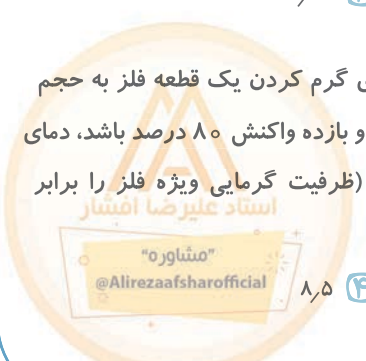 گرم کردن یک قطعه فلز به حجم
و بازده واکنش ۸۰ درصد باشد، دمای
(ظرفیت گرمایی ویژه فلز را برابر
استاد علیرضا افشار
"مشاوره"
@Alirezaafsharofficial
۸٫۵ ۴